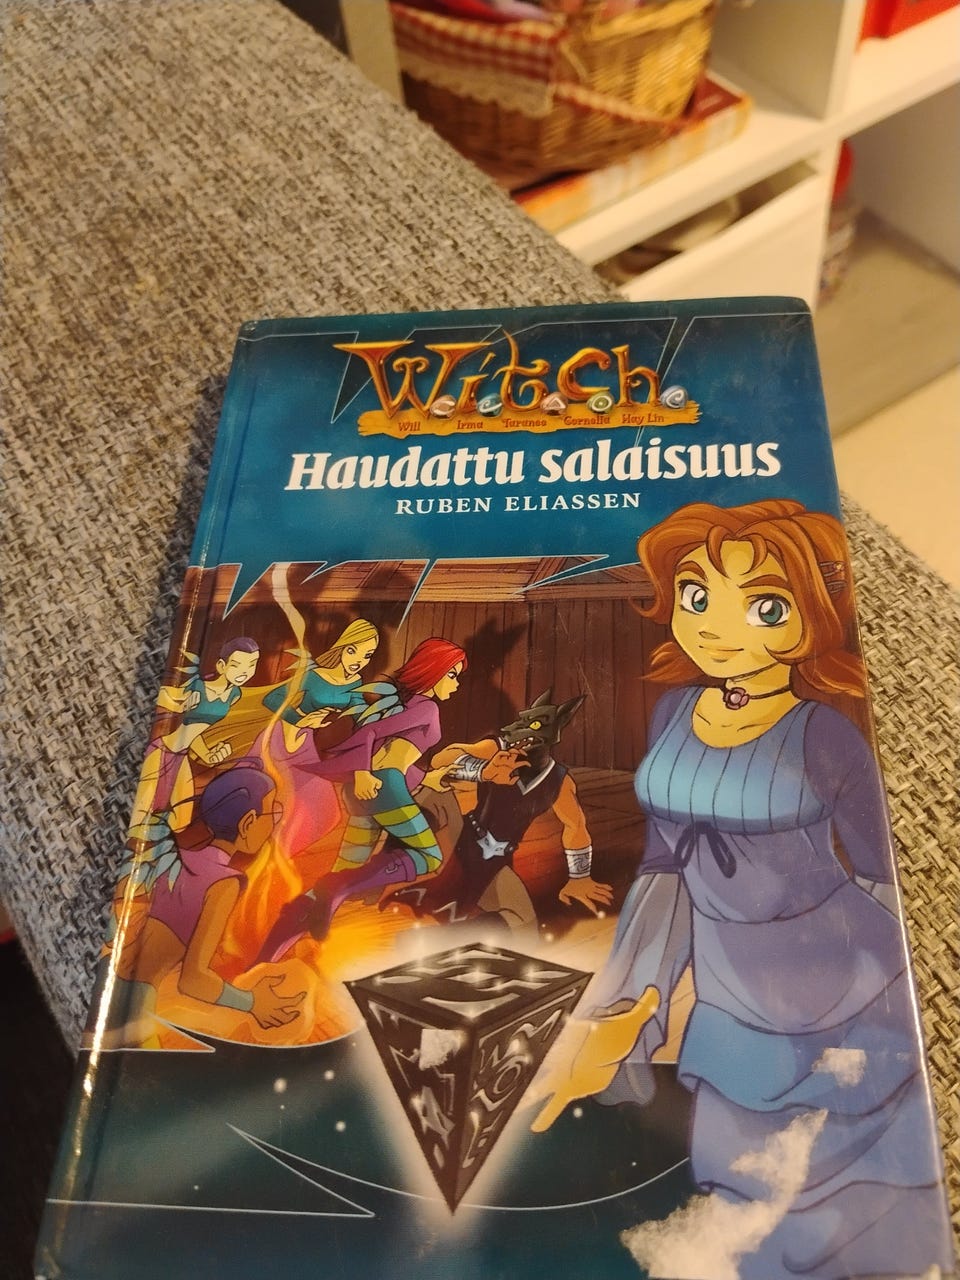 Witch
Will Irma Taranee Cornelia Hay Lin
Haudattu salaisuus
RUBEN ELIASSEN